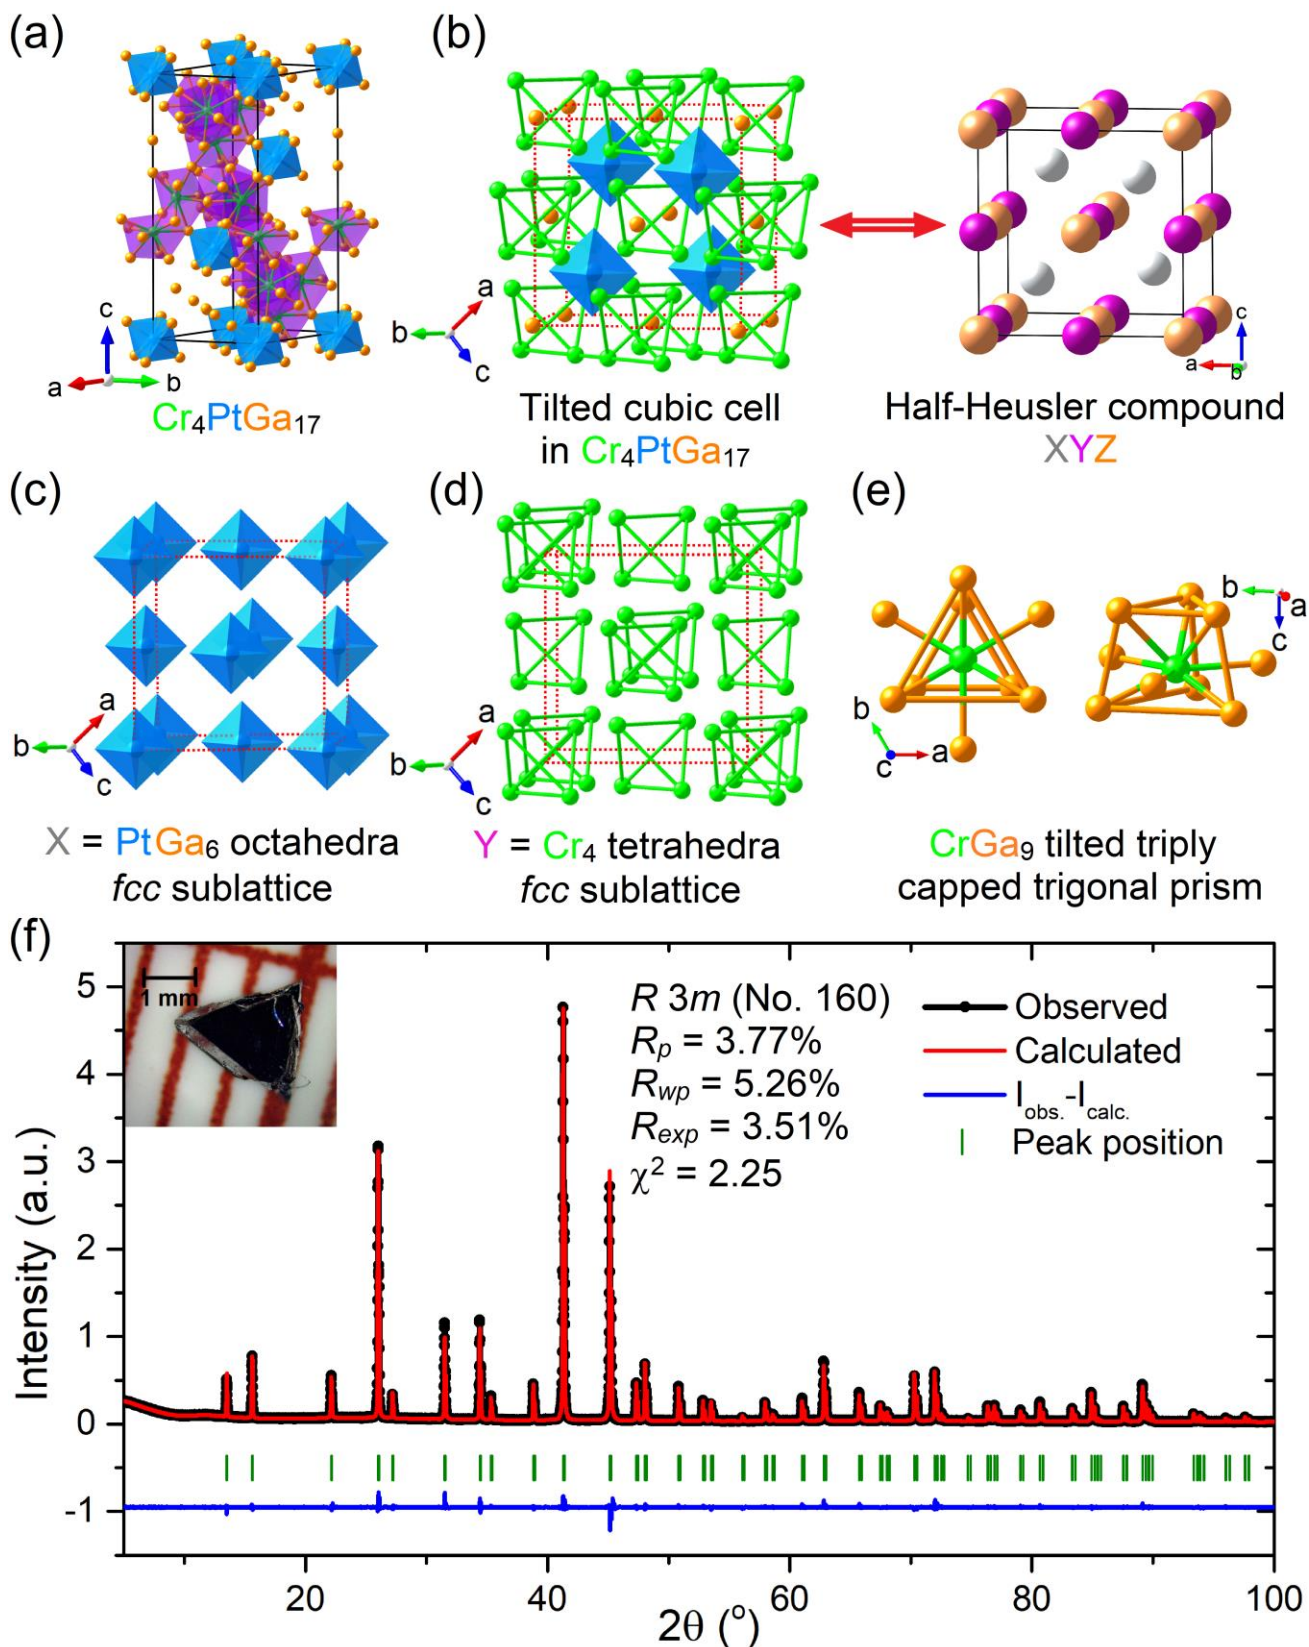 (a)
c
a
b
Cr₄PtGa₁₇
(b)
a
b
c
Tilted cubic cell
in Cr₄PtGa₁₇
c
a
b
Half-Heusler compound
XYZ
(c)
a
b
c
X = PtGa₆ octahedra
fcc sublattice
(d)
a
b
c
Y = Cr₄ tetrahedra
fcc sublattice
(e)
b
c
a
b
a
c
CrGa₉ tilted triply
capped trigonal prism
(f)
1 mm
R 3m (No. 160)
Rp = 3.77%
Rwp = 5.26%
Rexp = 3.51%
χ² = 2.25
Observed
Calculated
Iobs.-Icalc.
Peak position
Intensity (a.u.)
5
4
3
2
1
0
-1
20
40
60
80
100
2θ (°)